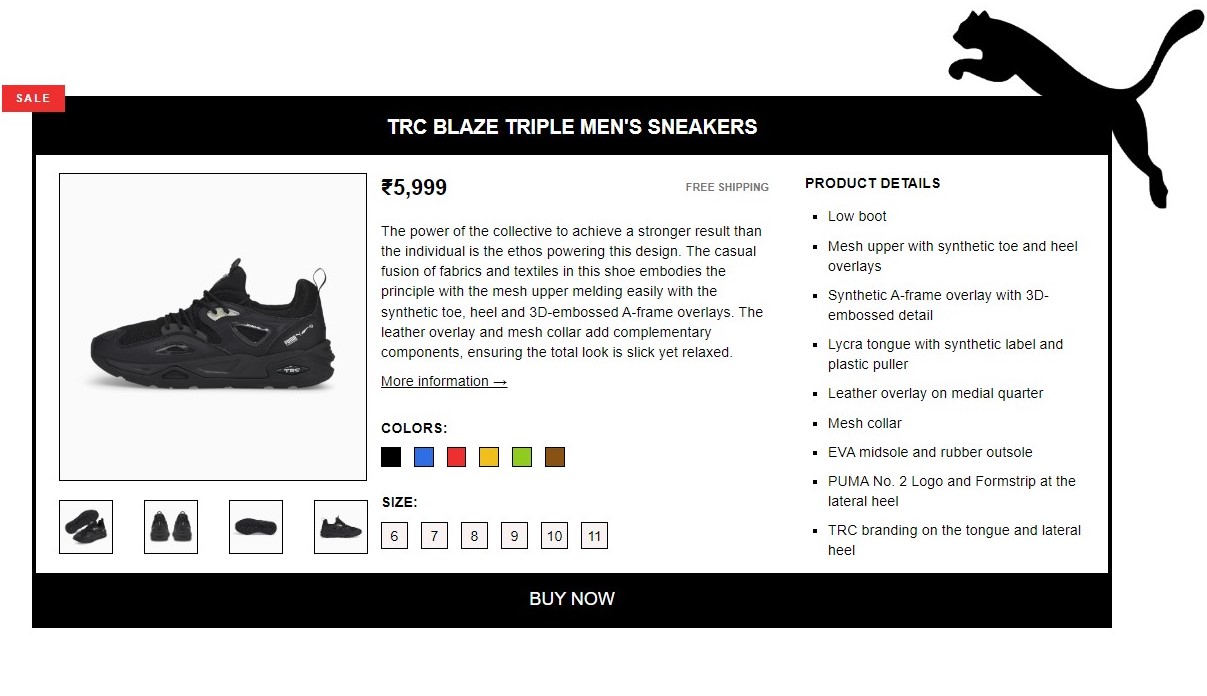 SALE
TRC BLAZE TRIPLE MEN'S SNEAKERS
₹5,999
FREE SHIPPING
The power of the collective to achieve a stronger result than
the individual is the ethos powering this design. The casual
fusion of fabrics and textiles in this shoe embodies the
principle with the mesh upper melding easily with the
synthetic toe, heel and 3D-embossed A-frame overlays. The
leather overlay and mesh collar add complementary
components, ensuring the total look is slick yet relaxed.
More information →
COLORS:
SIZE:
6 7 8 9 10 11
PRODUCT DETAILS
Low boot
Mesh upper with synthetic toe and heel
overlays
Synthetic A-frame overlay with 3D-
embossed detail
Lycra tongue with synthetic label and
plastic puller
Leather overlay on medial quarter
Mesh collar
EVA midsole and rubber outsole
PUMA No. 2 Logo and Formstrip at the
lateral heel
TRC branding on the tongue and lateral
heel
TRC
BUY NOW